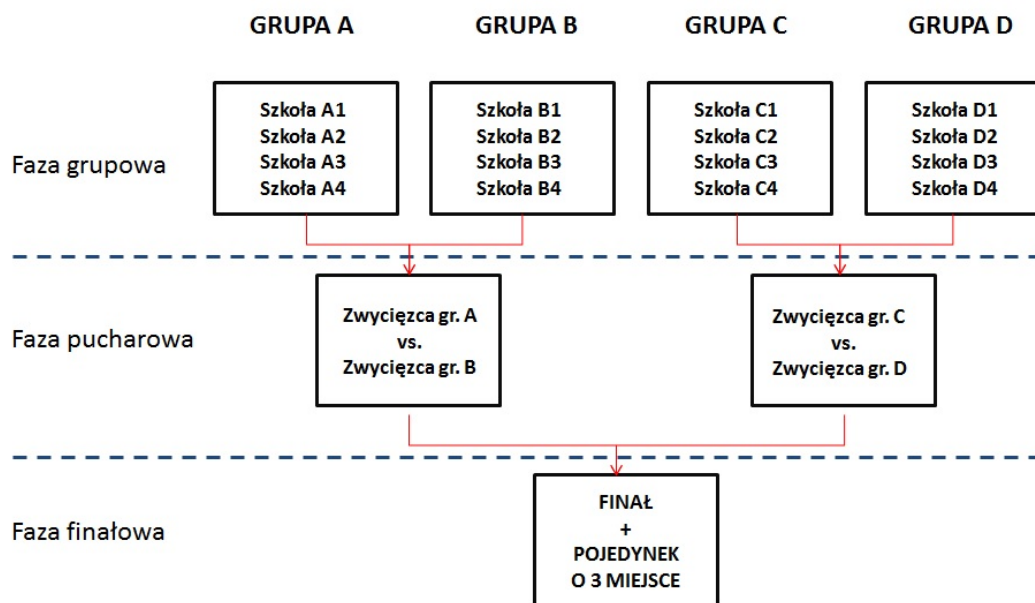 GRUPA A
GRUPA B
GRUPA C
GRUPA D
Faza grupowa
Szkoła A1
Szkoła A2
Szkoła A3
Szkoła A4
Szkoła B1
Szkoła B2
Szkoła B3
Szkoła B4
Szkoła C1
Szkoła C2
Szkoła C3
Szkoła C4
Szkoła D1
Szkoła D2
Szkoła D3
Szkoła D4
Faza pucharowa
Zwycięzca gr. A
vs.
Zwycięzca gr. B
Zwycięzca gr. C
vs.
Zwycięzca gr. D
Faza finałowa
FINAŁ
+
POJEDYNEK
O 3 MIEJSCE